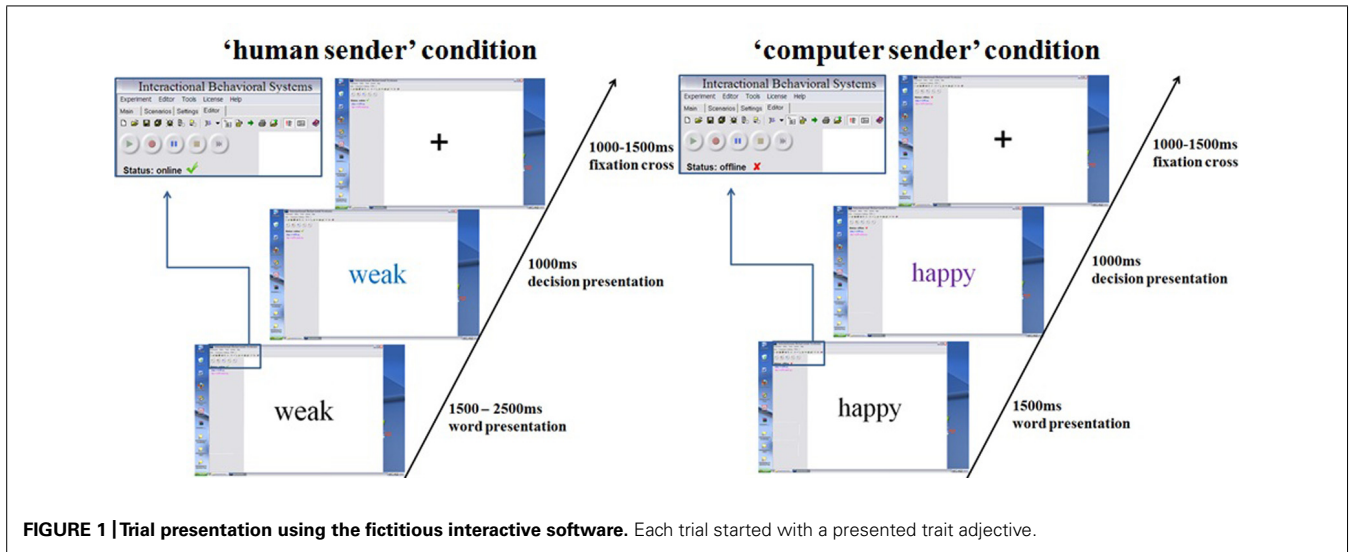 ‘human sender’ condition
Interactional Behavioral Systems
Experiment Editor Tools License Help
Main Scenarios Settings Editor
Status: online
+
1000-1500ms
fixation cross
weak
1000ms
decision presentation
weak
1500 – 2500ms
word presentation
‘computer sender’ condition
Interactional Behavioral Systems
Experiment Editor Tools License Help
Main Scenarios Settings Editor
Status: offline
+
1000-1500ms
fixation cross
happy
1000ms
decision presentation
happy
1500ms
word presentation
FIGURE 1 | Trial presentation using the fictitious interactive software. Each trial started with a presented trait adjective.